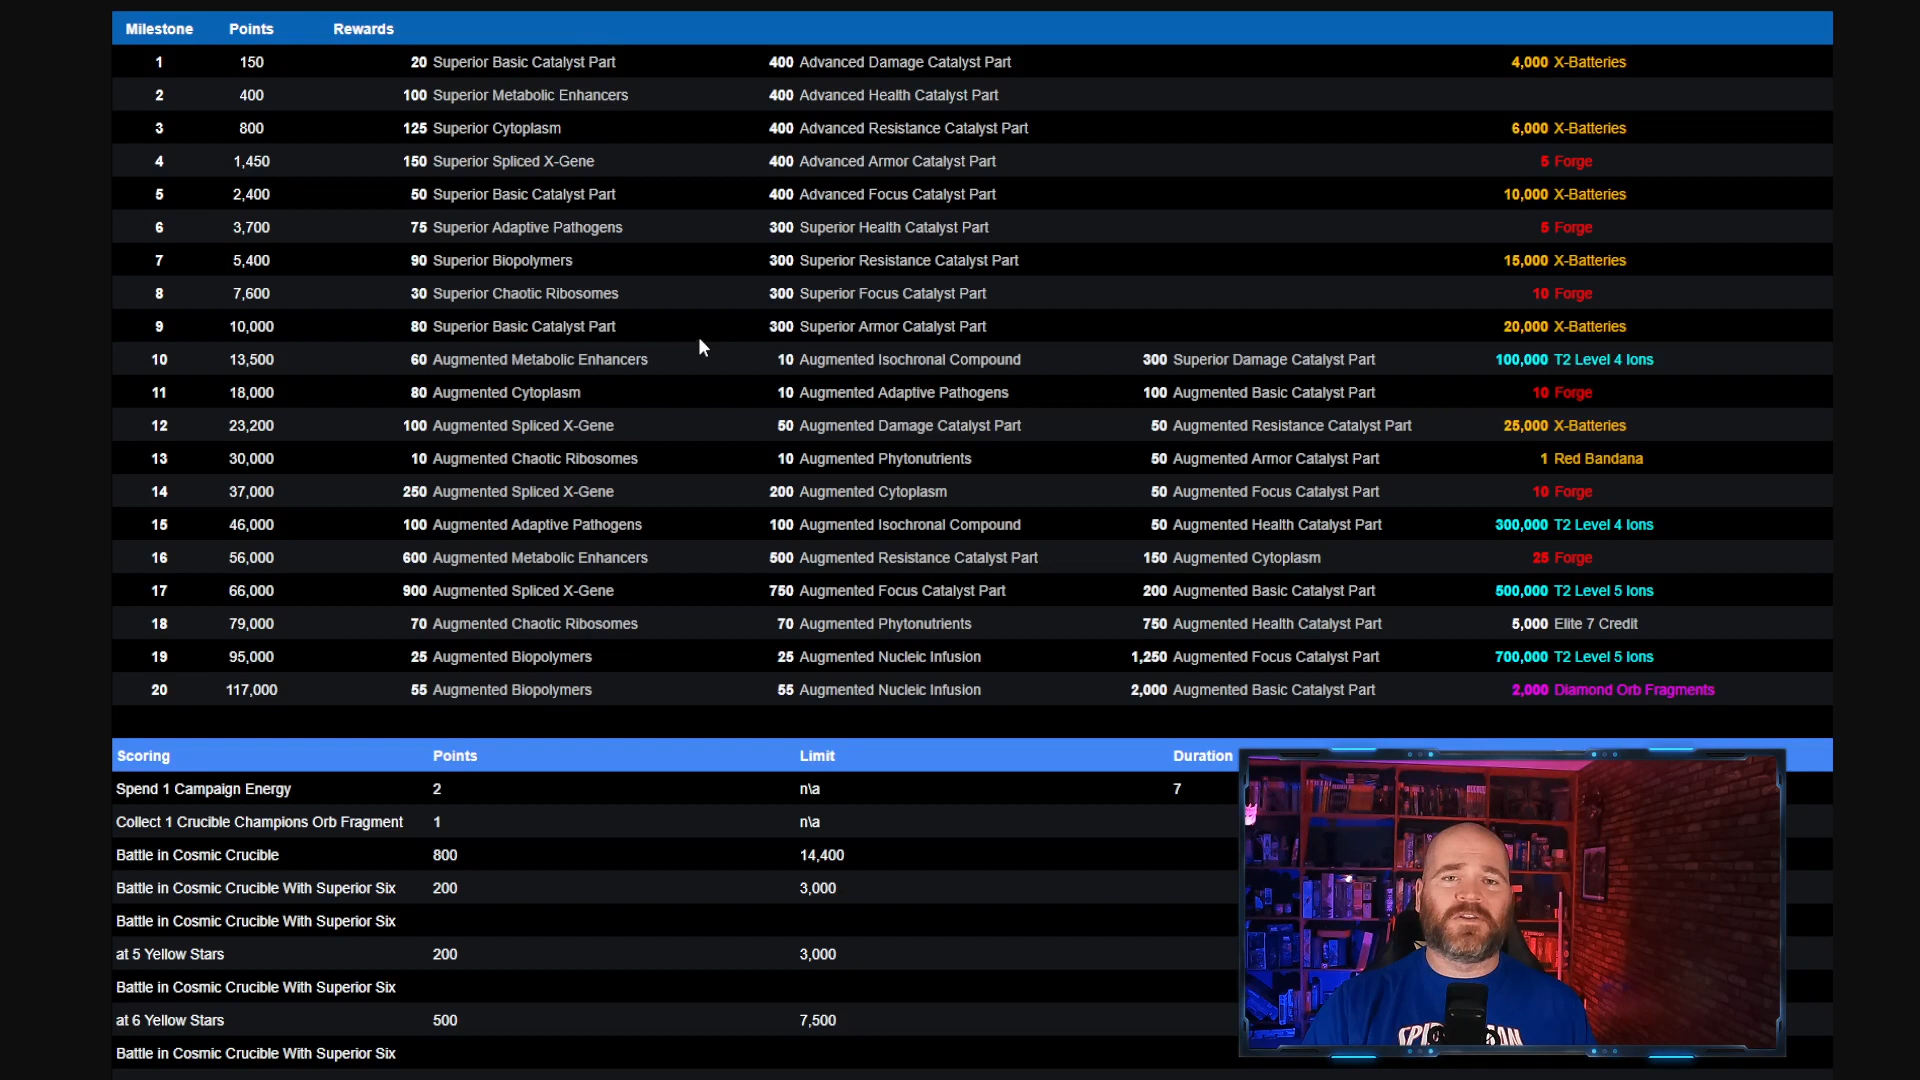 Milestone Points Rewards
1 150 20 Superior Basic Catalyst Part 400 Advanced Damage Catalyst Part 4,000 X-Batteries
2 400 100 Superior Metabolic Enhancers 400 Advanced Health Catalyst Part
3 800 125 Superior Cytoplasm 400 Advanced Resistance Catalyst Part 6,000 X-Batteries
4 1,450 150 Superior Spliced X-Gene 400 Advanced Armor Catalyst Part 5 Forge
5 2,400 50 Superior Basic Catalyst Part 400 Advanced Focus Catalyst Part 10,000 X-Batteries
6 3,700 75 Superior Adaptive Pathogens 300 Superior Health Catalyst Part 5 Forge
7 5,400 90 Superior Biopolymers 300 Superior Resistance Catalyst Part 15,000 X-Batteries
8 7,600 30 Superior Chaotic Ribosomes 300 Superior Focus Catalyst Part 10 Forge
9 10,000 80 Superior Basic Catalyst Part 300 Superior Armor Catalyst Part 20,000 X-Batteries
10 13,500 60 Augmented Metabolic Enhancers 10 Augmented Isochronal Compound 300 Superior Damage Catalyst Part 100,000 T2 Level 4 Ions
11 18,000 80 Augmented Cytoplasm 10 Augmented Adaptive Pathogens 100 Augmented Basic Catalyst Part 10 Forge
12 23,200 100 Augmented Spliced X-Gene 50 Augmented Damage Catalyst Part 50 Augmented Resistance Catalyst Part 25,000 X-Batteries
13 30,000 10 Augmented Chaotic Ribosomes 10 Augmented Phytonutrients 50 Augmented Armor Catalyst Part 1 Red Bandana
14 37,000 250 Augmented Spliced X-Gene 200 Augmented Cytoplasm 50 Augmented Focus Catalyst Part 10 Forge
15 46,000 100 Augmented Adaptive Pathogens 100 Augmented Isochronal Compound 50 Augmented Health Catalyst Part 300,000 T2 Level 4 Ions
16 56,000 600 Augmented Metabolic Enhancers 500 Augmented Resistance Catalyst Part 150 Augmented Cytoplasm 25 Forge
17 66,000 900 Augmented Spliced X-Gene 750 Augmented Focus Catalyst Part 200 Augmented Basic Catalyst Part 500,000 T2 Level 5 Ions
18 79,000 70 Augmented Chaotic Ribosomes 70 Augmented Phytonutrients 750 Augmented Health Catalyst Part 5,000 Elite 7 Credit
19 95,000 25 Augmented Biopolymers 25 Augmented Nucleic Infusion 1,250 Augmented Focus Catalyst Part 700,000 T2 Level 5 Ions
20 117,000 55 Augmented Biopolymers 55 Augmented Nucleic Infusion 2,000 Augmented Basic Catalyst Part 2,000 Diamond Orb Fragments
Scoring Points Limit Duration
Spend 1 Campaign Energy 2 n\a 7
Collect 1 Crucible Champions Orb Fragment 1 n\a
Battle in Cosmic Crucible 800 14,400
Battle in Cosmic Crucible With Superior Six 200 3,000
Battle in Cosmic Crucible With Superior Six
at 5 Yellow Stars 200 3,000
Battle in Cosmic Crucible With Superior Six
at 6 Yellow Stars 500 7,500
Battle in Cosmic Crucible With Superior Six